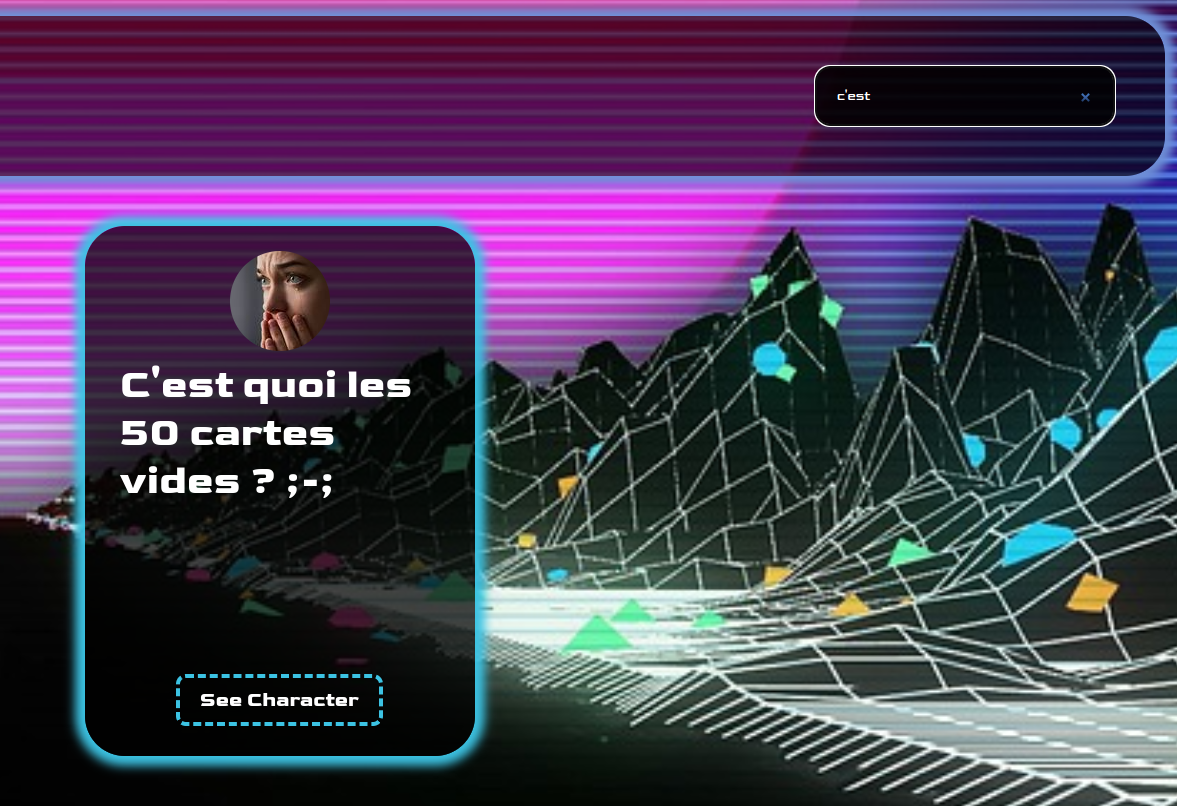 c'est
C'est quoi les
50 cartes
vides ? ;-;
See Character